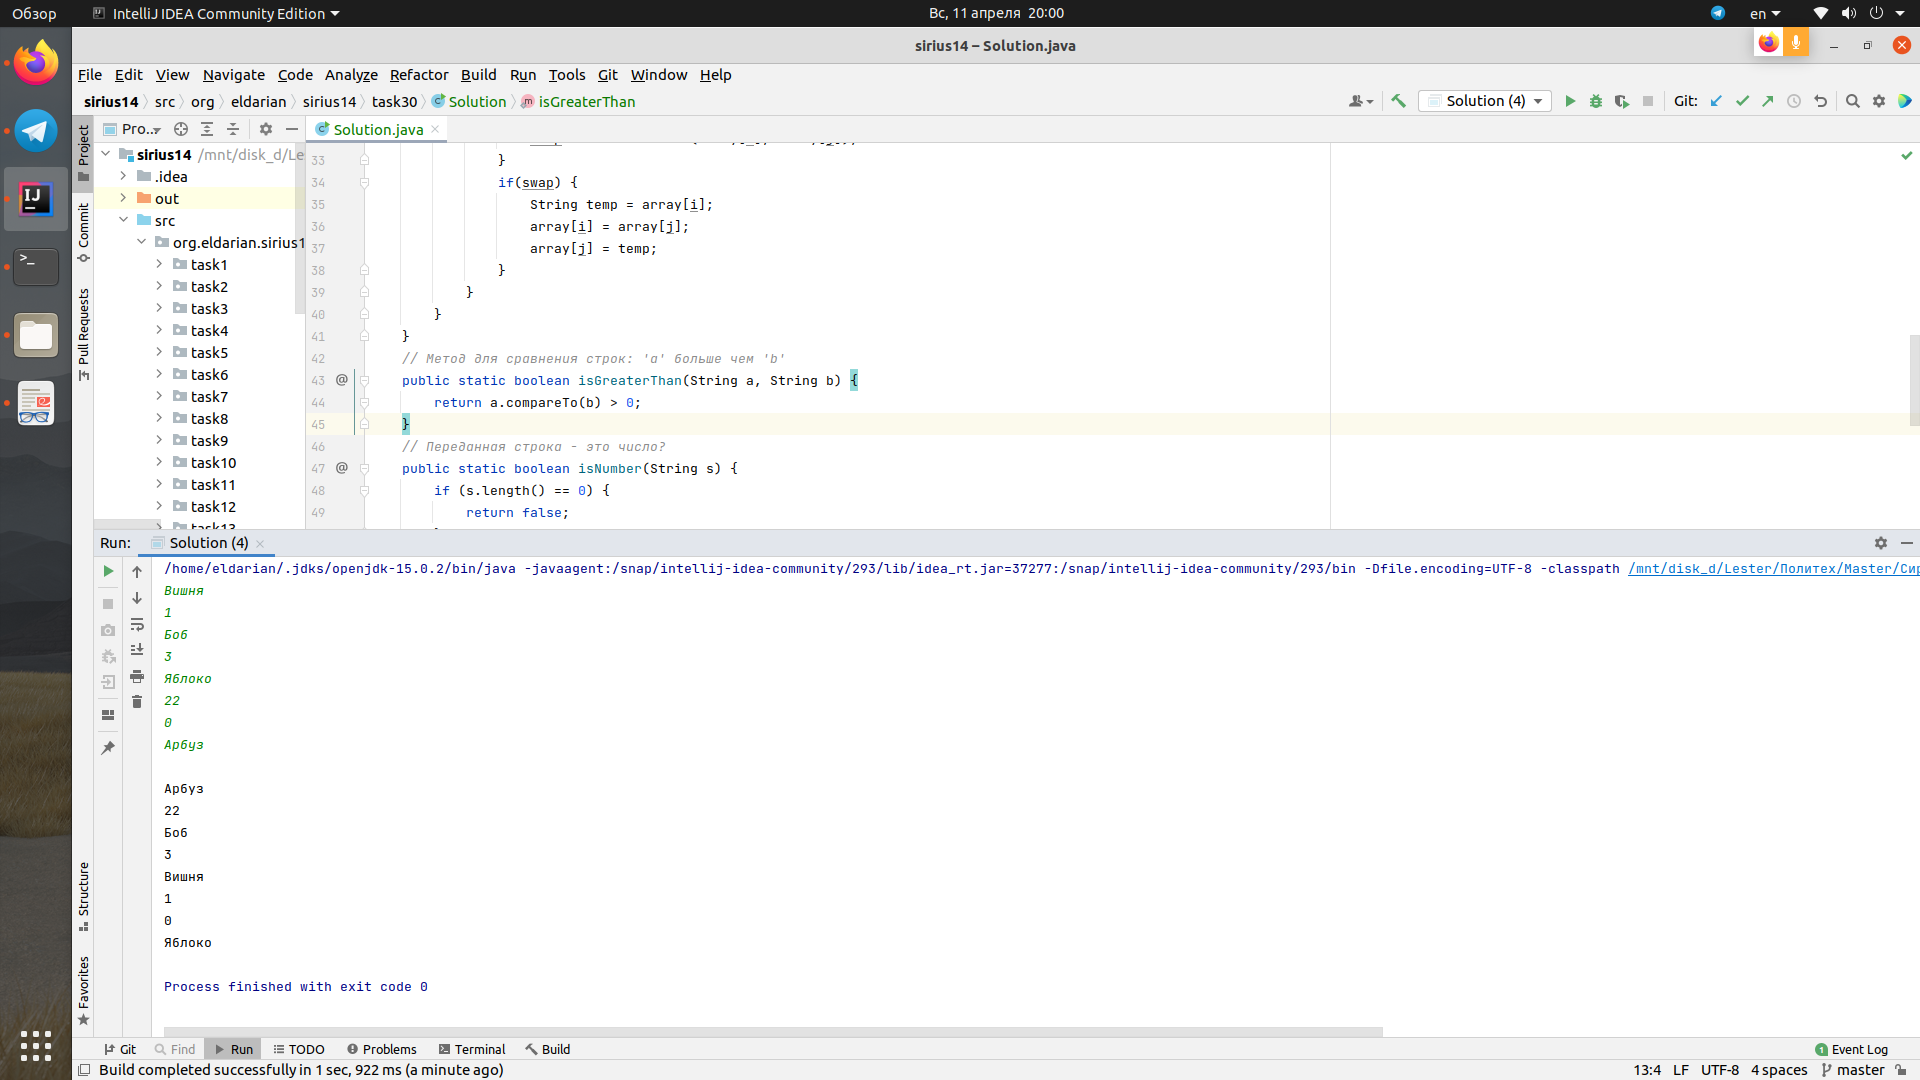 Обзор
IntelliJ IDEA Community Edition
Вс, 11 апреля 20:00
en
sirius14 – Solution.java
File Edit View Navigate Code Analyze Refactor Build Run Tools Git Window Help
sirius14 src org eldarian sirius14 task30 Solution isGreaterThan
Solution (4)
Git:
Project
Commit
Pull Requests
Structure
Favorites
Pro...
sirius14 /mnt/disk_d/Le
.idea
out
src
org.eldarian.sirius1
task1
task2
task3
task4
task5
task6
task7
task8
task9
task10
task11
task12
task13
Solution.java
33 }
34 if(swap) {
35 String temp = array[i];
36 array[i] = array[j];
37 array[j] = temp;
38 }
39 }
40 }
41 }
42 // Метод для сравнения строк: 'a' больше чем 'b'
43 @ public static boolean isGreaterThan(String a, String b) {
44 return a.compareTo(b) > 0;
45 }
46 // Переданная строка - это число?
47 @ public static boolean isNumber(String s) {
48 if (s.length() == 0) {
49 return false;
Run: Solution (4)
/home/eldarian/.jdks/openjdk-15.0.2/bin/java -javaagent:/snap/intellij-idea-community/293/lib/idea_rt.jar=37277:/snap/intellij-idea-community/293/bin -Dfile.encoding=UTF-8 -classpath /mnt/disk_d/Lester/Политех/Master/Сир
Вишня
1
Боб
3
Яблоко
22
0
Арбуз
Арбуз
22
Боб
3
Вишня
1
0
Яблоко
Process finished with exit code 0
Git Find Run TODO Problems Terminal Build
1 Event Log
Build completed successfully in 1 sec, 922 ms (a minute ago)
13:4 LF UTF-8 4 spaces master